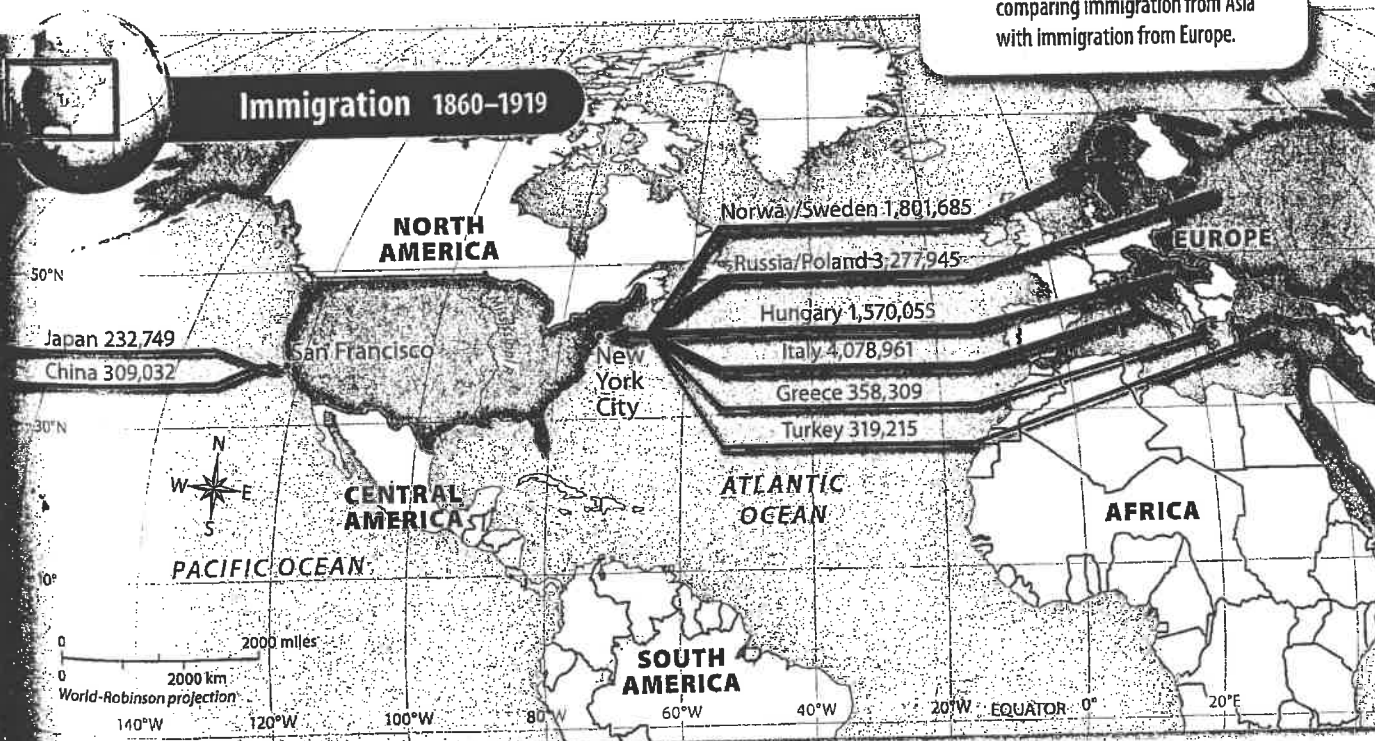 comparing immigration from Asia
with immigration from Europe.
Immigration 1860–1919
NORTH
AMERICA
Norway/Sweden 1,801,685
EUROPE
Russia/Poland 3,277,945
50°N
Hungary 1,570,055
Japan 232,749
San Francisco
New
York
City
Italy 4,078,961
China 309,032
Greece 358,309
30°N
Turkey 319,215
N
W E
S
CENTRAL
AMERICA
ATLANTIC
OCEAN
AFRICA
PACIFIC OCEAN
10°
0 2000 miles
0 2000 km
World-Robinson projection
SOUTH
AMERICA
140°W 120°W 100°W 80°W 60°W 40°W 20°W EQUATOR 0° 20°E